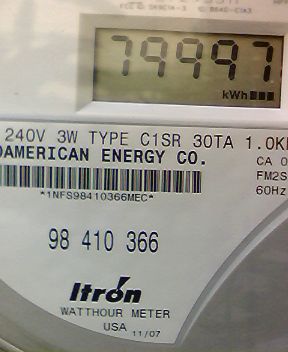 79997
kWh
240V 3W TYPE C1SR 30TA 1.0K
DAMERICAN ENERGY CO.
CA 0
FM2S
60Hz
*1NFS98410366MEC*
98 410 366
Itron
WATTHOUR METER
USA 11/07